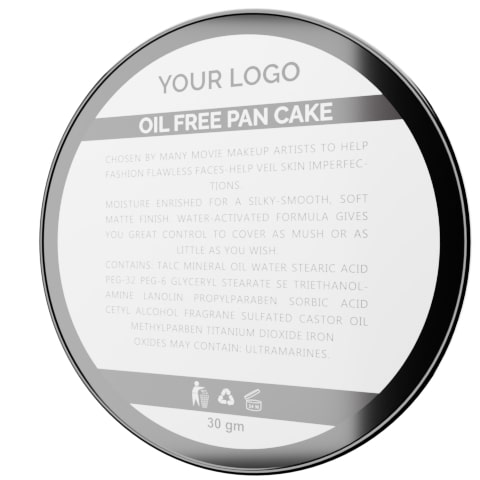 YOUR LOGO
OIL FREE PAN CAKE
CHOSEN BY MANY MOVIE MAKEUP ARTISTS TO HELP
FASHION FLAWLESS FACES-HELP VEIL SKIN IMPERFEC-
TIONS.
MOISTURE ENRISHED FOR A SILKY-SMOOTH, SOFT
MATTE FINISH. WATER-ACTIVATED FORMULA GIVES
YOU GREAT CONTROL TO COVER AS MUSH OR AS
LITTLE AS YOU WISH.
CONTAINS: TALC MINERAL OIL WATER STEARIC ACID
PEG-32 PEG-6 GLYCERYL STEARATE SE TRIETHANOL-
AMINE LANOLIN PROPYLPARABEN SORBIC ACID
CETYL ALCOHOL FRAGRANE SULFATED CASTOR OIL
METHYLPARBEN TITANIUM DIOXIDE IRON
OXIDES MAY CONTAIN: ULTRAMARINES.
30 gm